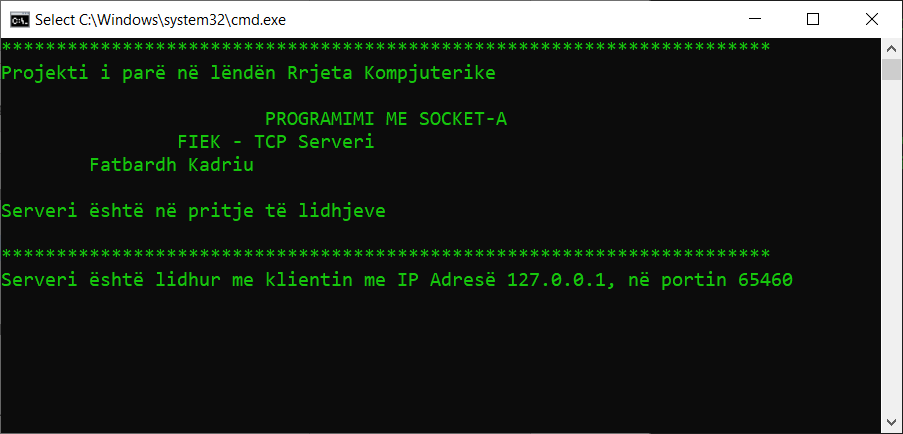 Select C:\Windows\system32\cmd.exe
**********************************************************************
Projekti i parë në lëndën Rrjeta Kompjuterike
PROGRAMIMI ME SOCKET-A
FIEK - TCP Serveri
Fatbardh Kadriu
Serveri është në pritje të lidhjeve
**********************************************************************
Serveri është lidhur me klientin me IP Adresë 127.0.0.1, në portin 65460